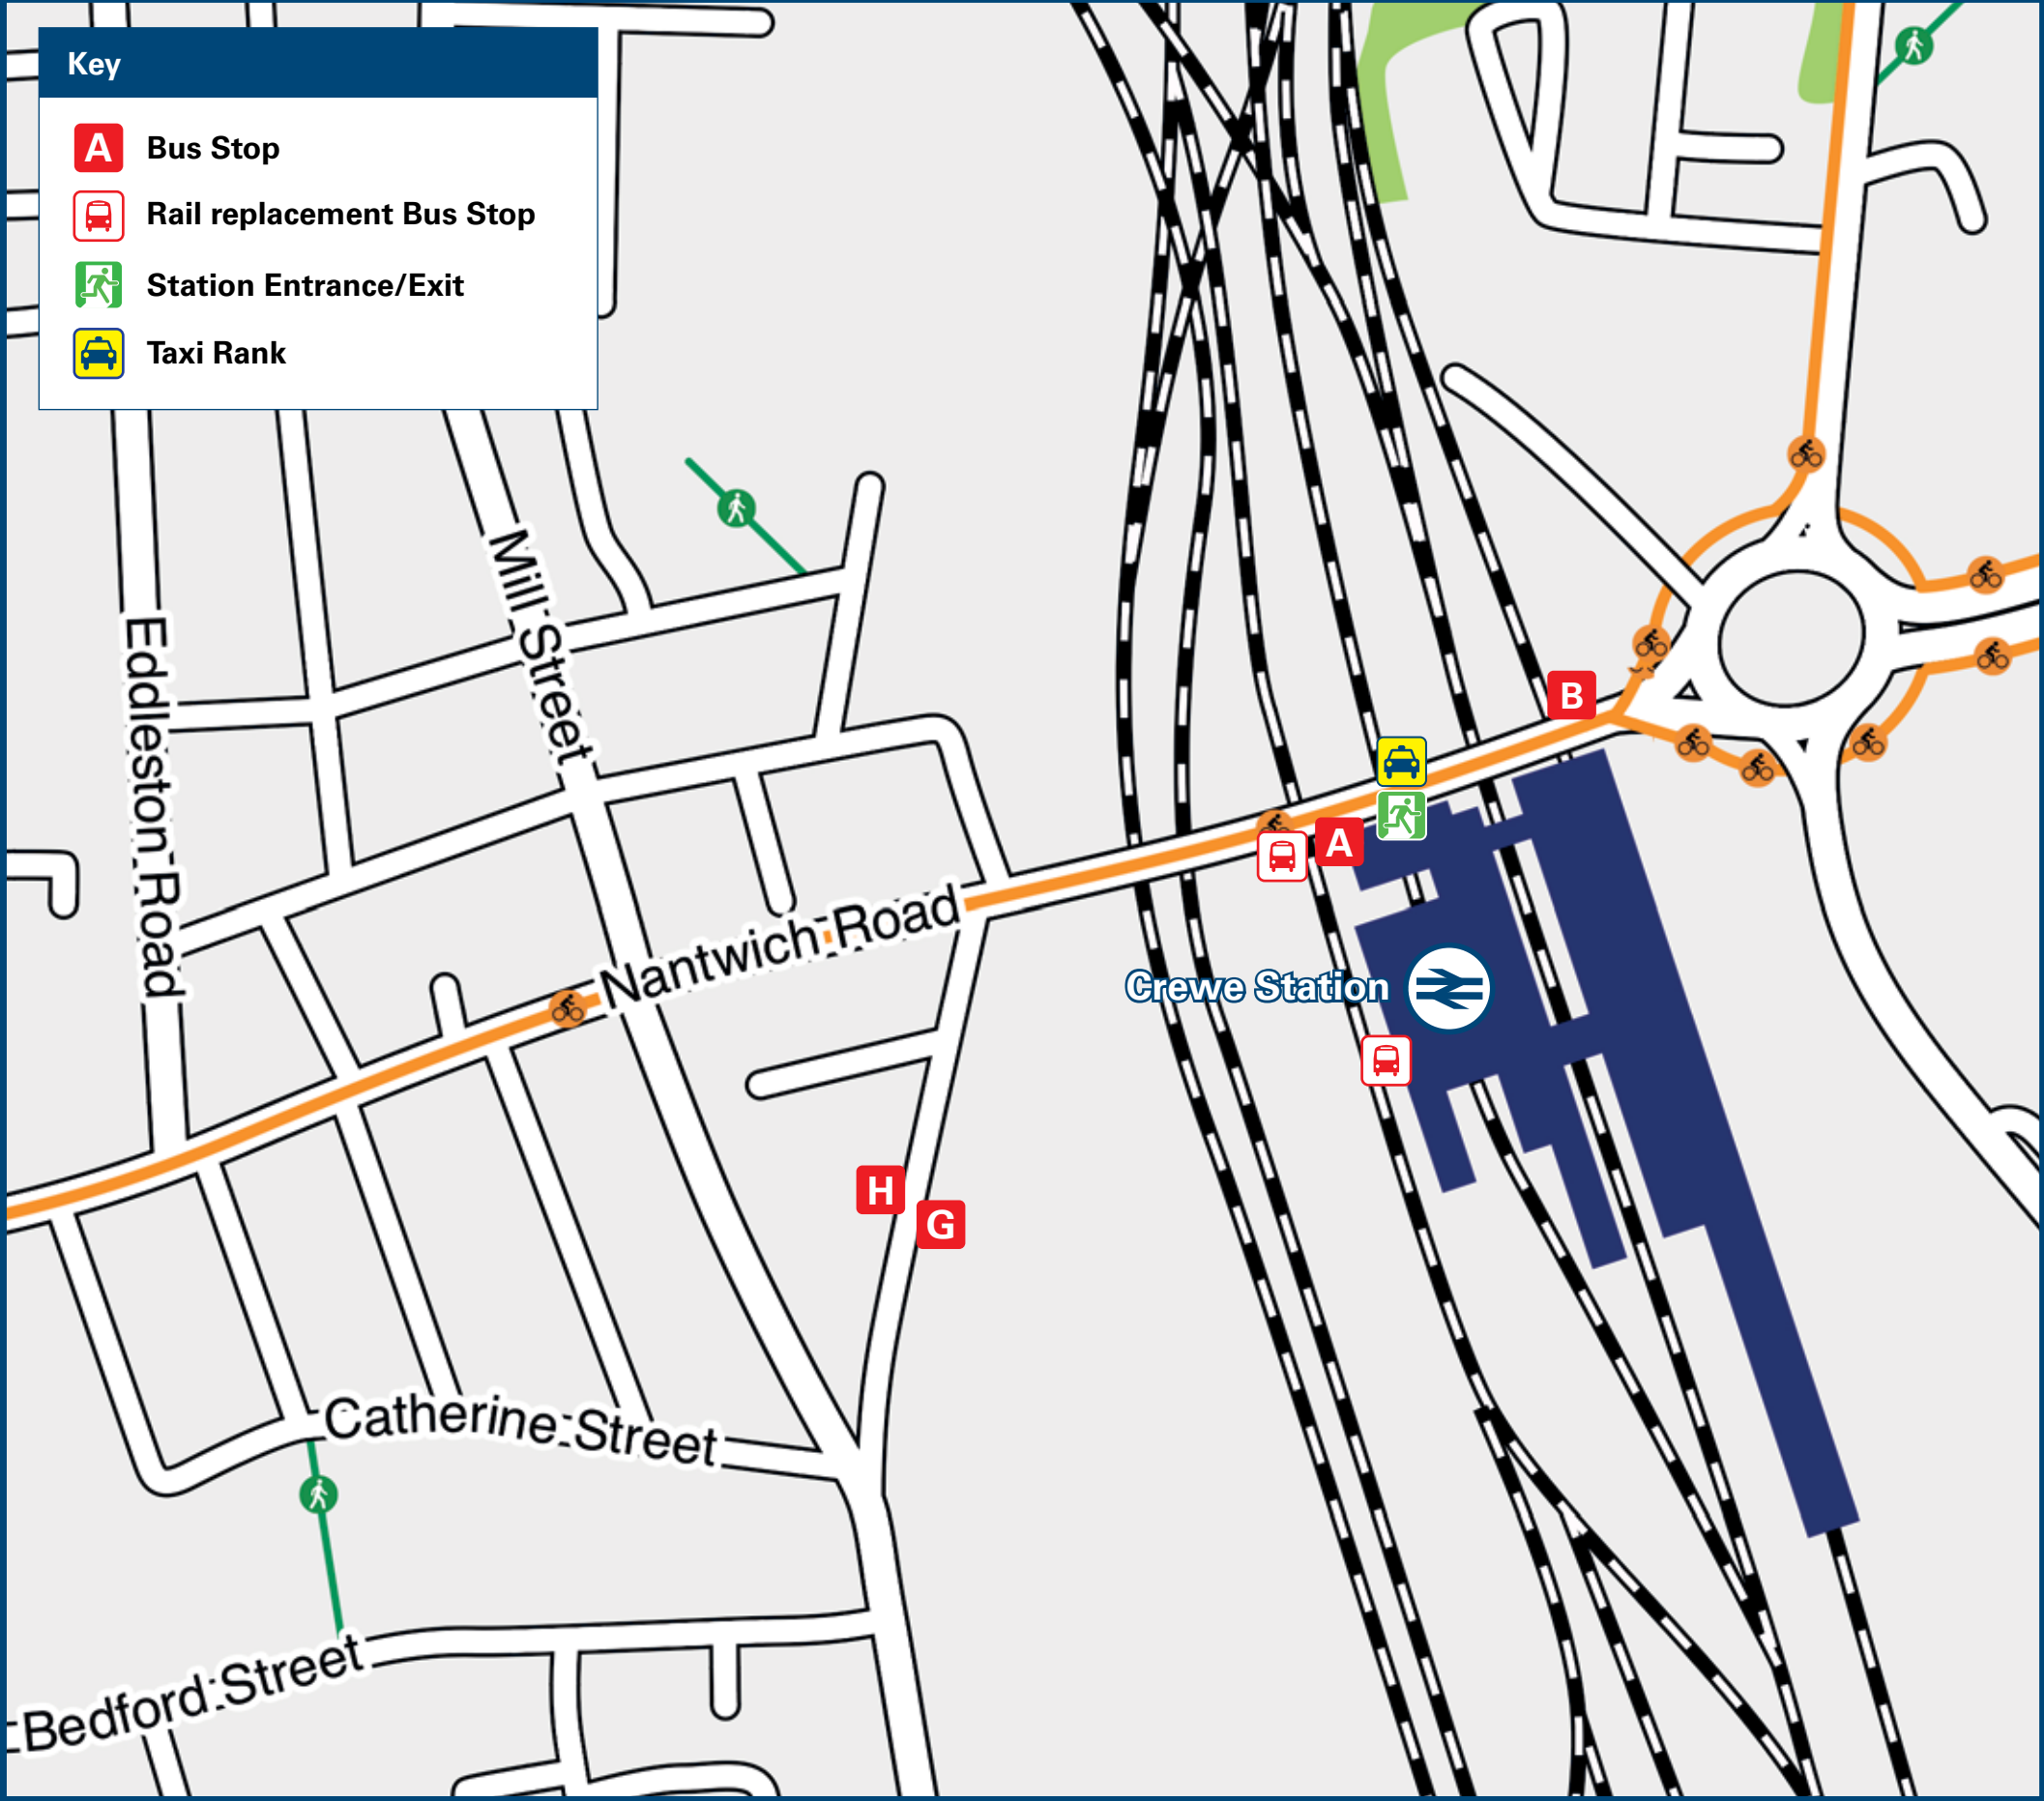 Key
A Bus Stop
Rail replacement Bus Stop
Station Entrance/Exit
Taxi Rank
Mill Street
Eddleston Road
B
A
Nantwich Road
Crewe Station
H
G
Catherine Street
Bedford Street